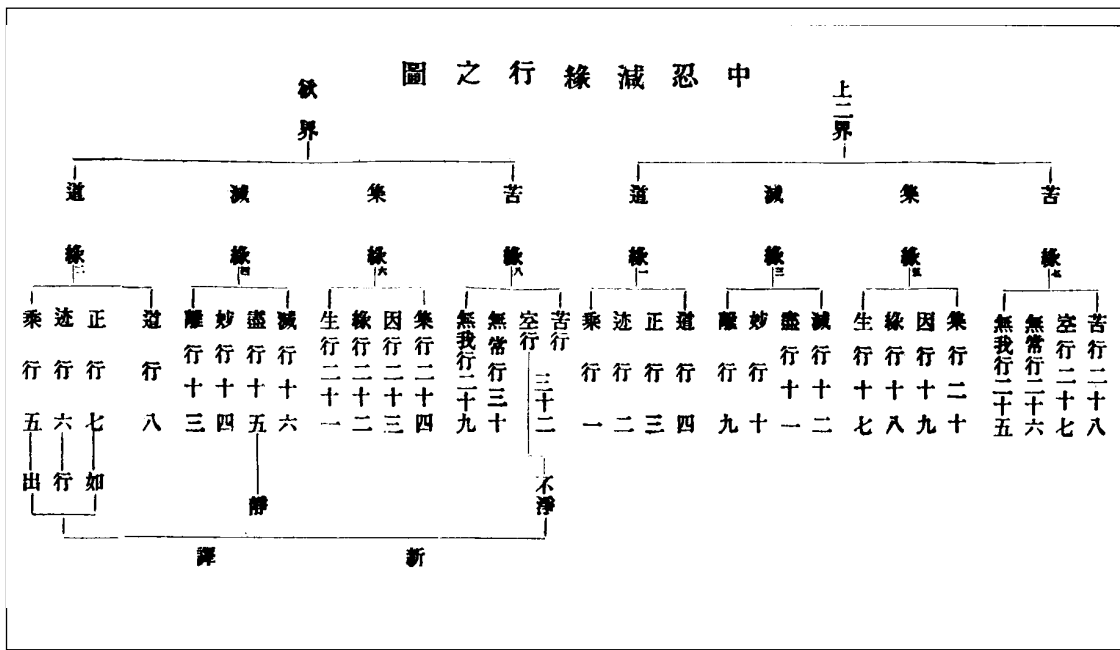 中忍減緣行之圖
上二界
苦
緣七
苦行二十八
空行二十七
無常行二十六
無我行二十五
集
緣五
集行二十
因行十九
緣行十八
生行十七
滅
緣三
滅行十二
盡行十一
妙行十
離行九
道
緣一
道行四
正行三
迹行二
乘行一
欲界
苦
緣八
苦行
空行三十二
無常行三十
無我行二十九
集
緣六
集行二十四
因行二十三
緣行二十二
生行二十一
滅
緣四
滅行十六
盡行十五
妙行十四
離行十三
道
緣二
道行八
正行七
迹行六
乘行五
不淨
靜
如
行
出
新譯